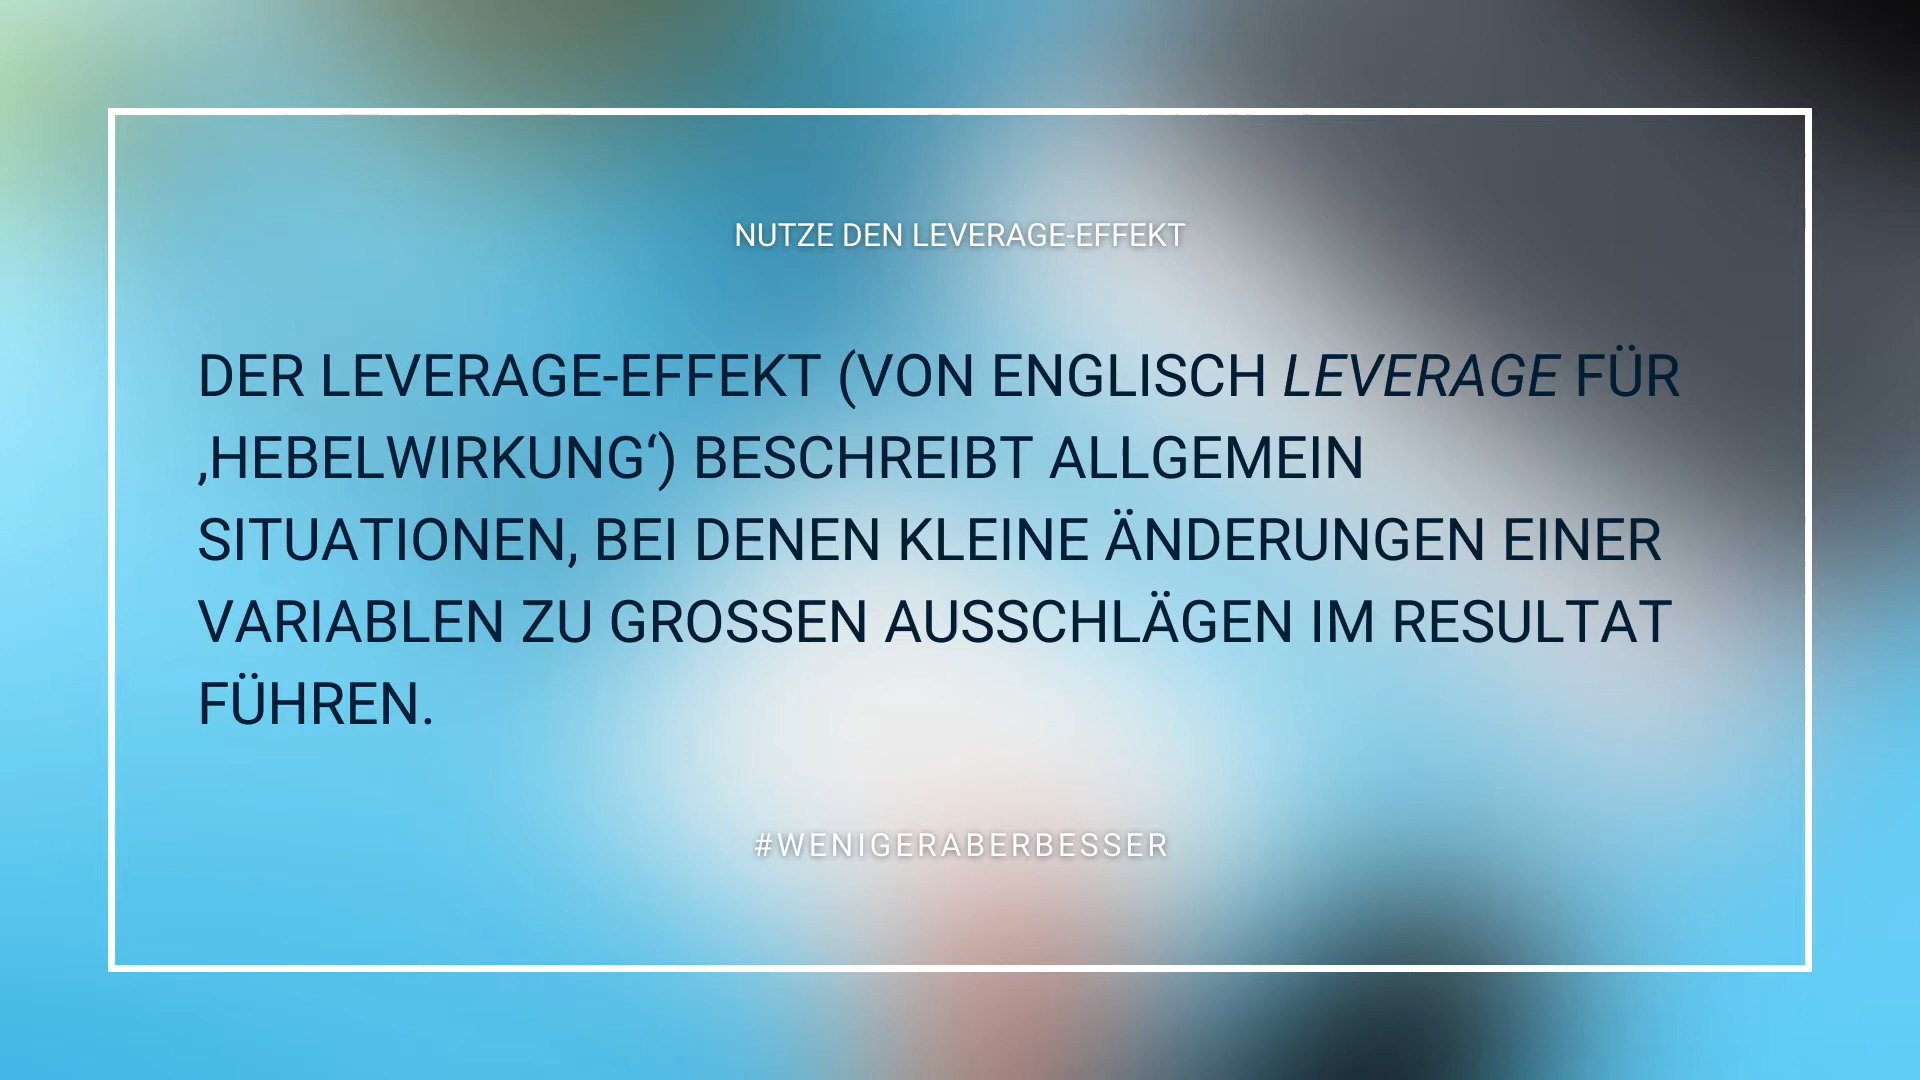 NUTZE DEN LEVERAGE-EFFEKT
DER LEVERAGE-EFFEKT (VON ENGLISCH LEVERAGE FÜR
‚HEBELWIRKUNG‘) BESCHREIBT ALLGEMEIN
SITUATIONEN, BEI DENEN KLEINE ÄNDERUNGEN EINER
VARIABLEN ZU GROSSEN AUSSCHLÄGEN IM RESULTAT
FÜHREN.
#WENIGERABERBESSER